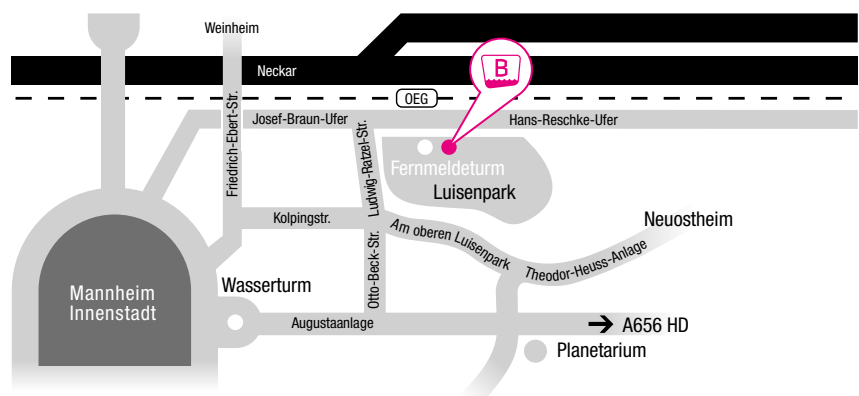 Weinheim
B
Neckar
OEG
Josef-Braun-Ufer
Hans-Reschke-Ufer
Friedrich-Ebert-Str.
Ludwig-Ratzel-Str.
Fernmeldeturm
Luisenpark
Kolpingstr.
Am oberen Luisenpark
Neuostheim
Theodor-Heuss-Anlage
Otto-Beck-Str.
Wasserturm
Mannheim
Innenstadt
Augustaanlage
A656 HD
Planetarium